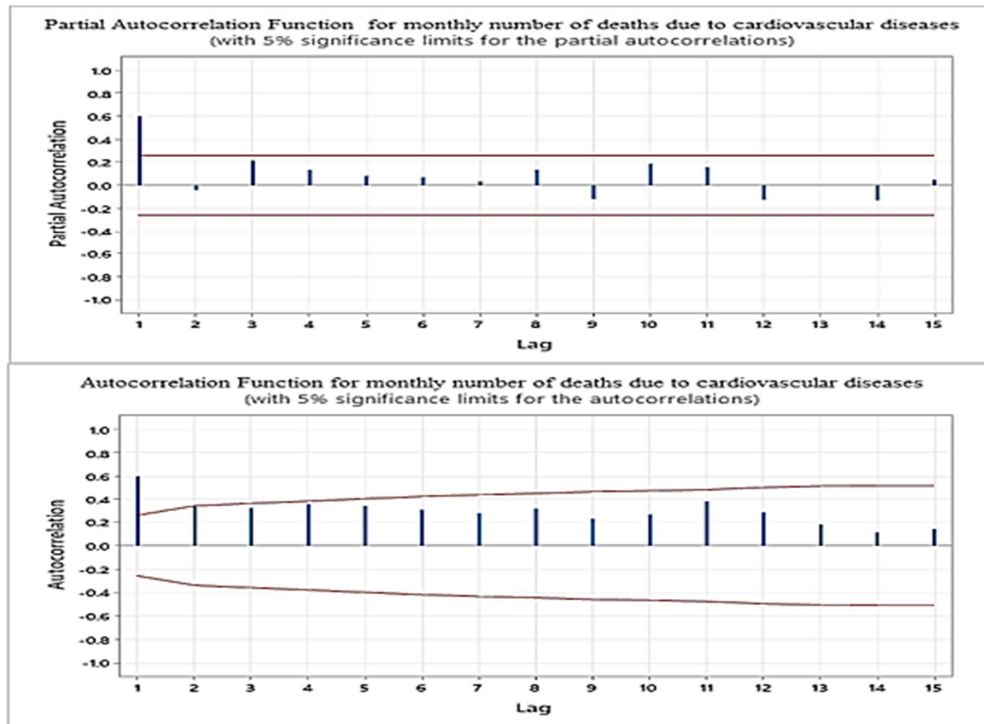 Partial Autocorrelation Function for monthly number of deaths due to cardiovascular diseases
(with 5% significance limits for the partial autocorrelations)
Partial Autocorrelation
1.0
0.8
0.6
0.4
0.2
0.0
-0.2
-0.4
-0.6
-0.8
-1.0
1 2 3 4 5 6 7 8 9 10 11 12 13 14 15
Lag
Autocorrelation Function for monthly number of deaths due to cardiovascular diseases
(with 5% significance limits for the autocorrelations)
Autocorrelation
1.0
0.8
0.6
0.4
0.2
0.0
-0.2
-0.4
-0.6
-0.8
-1.0
1 2 3 4 5 6 7 8 9 10 11 12 13 14 15
Lag